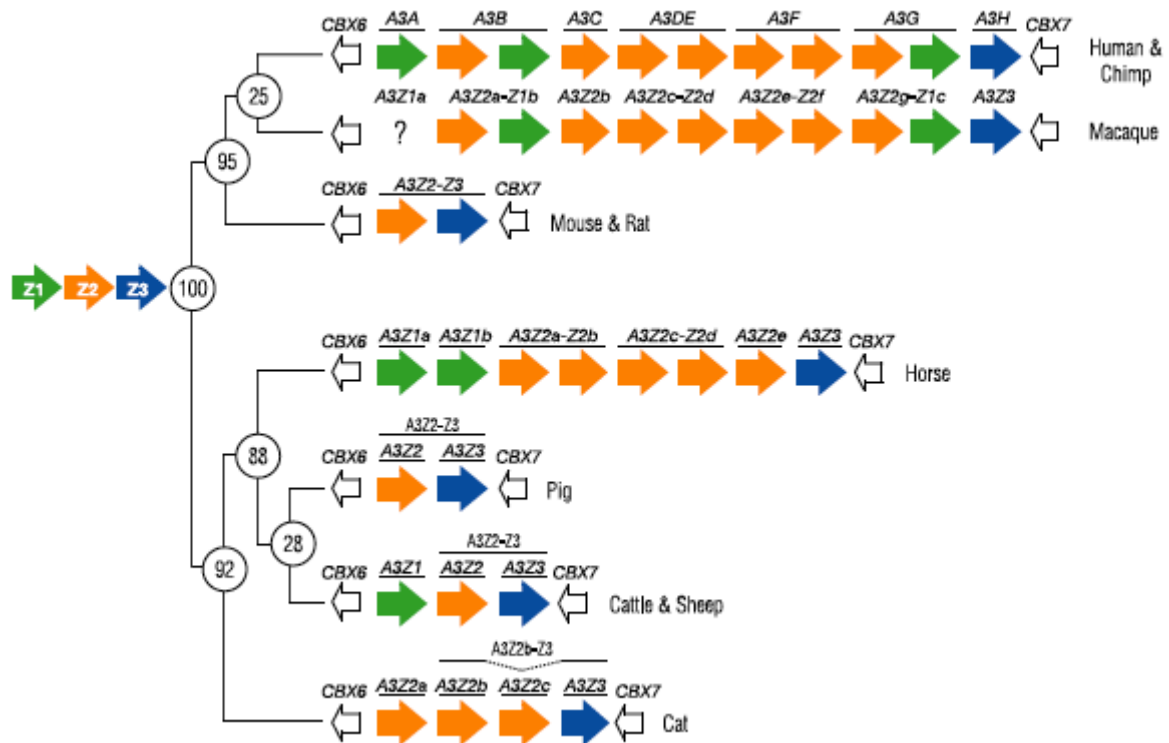 CBX6 A3A A3B A3C A3DE A3F A3G A3H CBX7
Human & Chimp
25
A3Z1a A3Z2a-Z1b A3Z2b A3Z2c-Z2d A3Z2e-Z2f A3Z2g-Z1c A3Z3
? Macaque
95
CBX6 A3Z2-Z3 CBX7
Mouse & Rat
Z1 Z2 Z3 100
CBX6 A3Z1a A3Z1b A3Z2a-Z2b A3Z2c-Z2d A3Z2e A3Z3 CBX7
Horse
A3Z2-Z3
88
CBX6 A3Z2 A3Z3 CBX7
Pig
28
A3Z2-Z3
92
CBX6 A3Z1 A3Z2 A3Z3 CBX7
Cattle & Sheep
A3Z2b-Z3
CBX6 A3Z2a A3Z2b A3Z2c A3Z3 CBX7
Cat